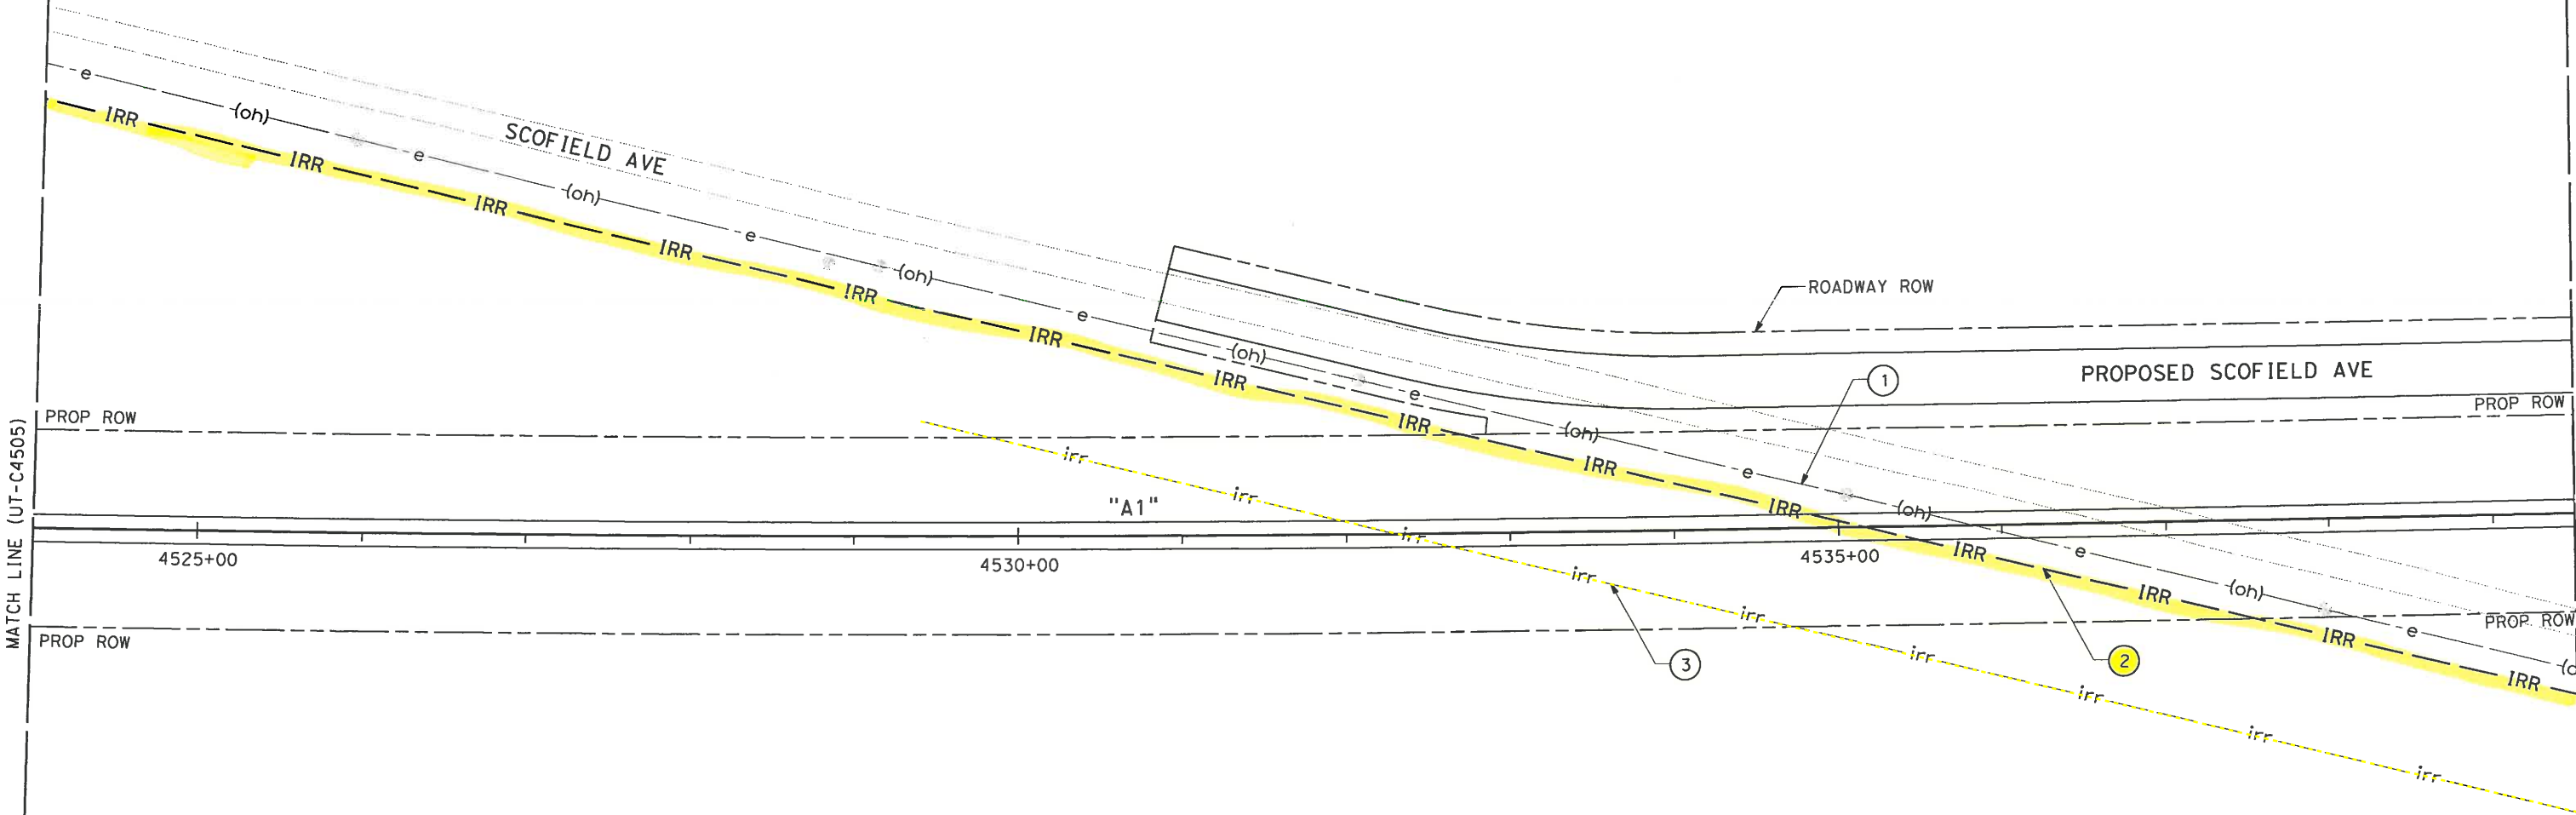 e
(oh)
IRR
IRR
e
(oh)
SCOFIELD AVE
IRR
e
IRR
(oh)
IRR
e
IRR
(oh)
IRR
e
IRR
(oh)
ROADWAY ROW
1
PROPOSED SCOFIELD AVE
PROP ROW
PROP ROW
e
IRR
IRR
(oh)
e
IRR
(oh)
IRR
e
IRR
(o
irr
irr
irr
irr
irr
irr
irr
irr
irr
"A1"
4525+00
4530+00
4535+00
3
2
PROP ROW
PROP ROW
MATCH LINE (UT-C4505)